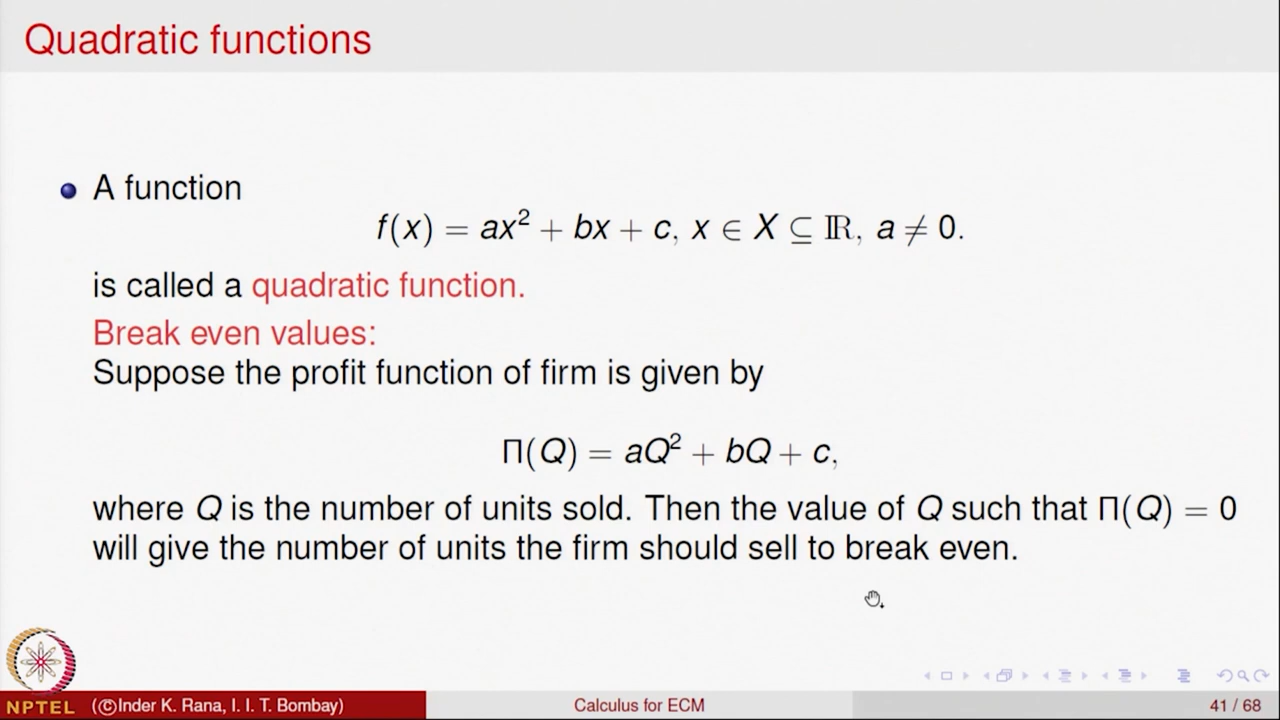 Quadratic functions
A function
f(x) = ax² + bx + c, x ∈ X ⊆ ℝ, a ≠ 0.
is called a quadratic function.
Break even values:
Suppose the profit function of firm is given by
Π(Q) = aQ² + bQ + c,
where Q is the number of units sold. Then the value of Q such that Π(Q) = 0
will give the number of units the firm should sell to break even.
NPTEL (©Inder K. Rana, I. I. T. Bombay) Calculus for ECM 41 / 68